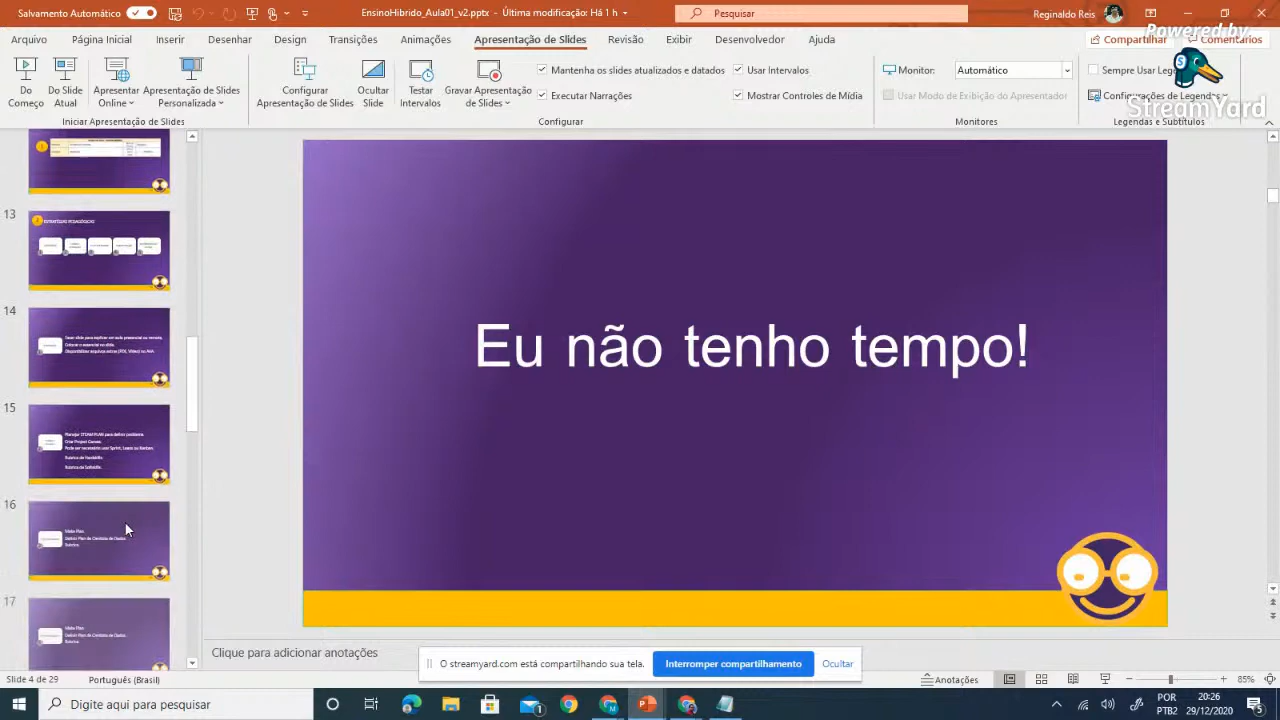 Salvamento Automático
EnsinoHibrido_Aula01_v2.pptx - Última modificação: Há 1 h
Pesquisar
Reginaldo Reis
Powered by
StreamYard
Arquivo
Página Inicial
Inserir
Desenhar
Design
Transições
Animações
Apresentação de Slides
Revisão
Exibir
Desenvolvedor
Ajuda
Compartilhar
Comentários
Do Começo
Do Slide Atual
Apresentar Online
Apresentação de Slides Personalizada
Configurar Apresentação de Slides
Ocultar Slide
Testar Intervalos
Gravar Apresentação de Slides
Mantenha os slides atualizados e datados
Executar Narrações
Usar Intervalos
Mostrar Controles de Mídia
Monitor:
Automático
Usar Modo de Exibição do Apresentador
Sempre Usar
Configurações de Legendas
Iniciar Apresentação de Slides
Configurar
Monitores
Legendas e Subtítulos
13
ESTRATÉGIAS PEDAGÓGICAS
14
15
16
17
Eu não tenho tempo!
Clique para adicionar anotações
O streamyard.com está compartilhando sua tela.
Interromper compartilhamento
Ocultar
Português (Brasil)
Anotações
85%
Digite aqui para pesquisar
POR
PTB2
20:26
29/12/2020